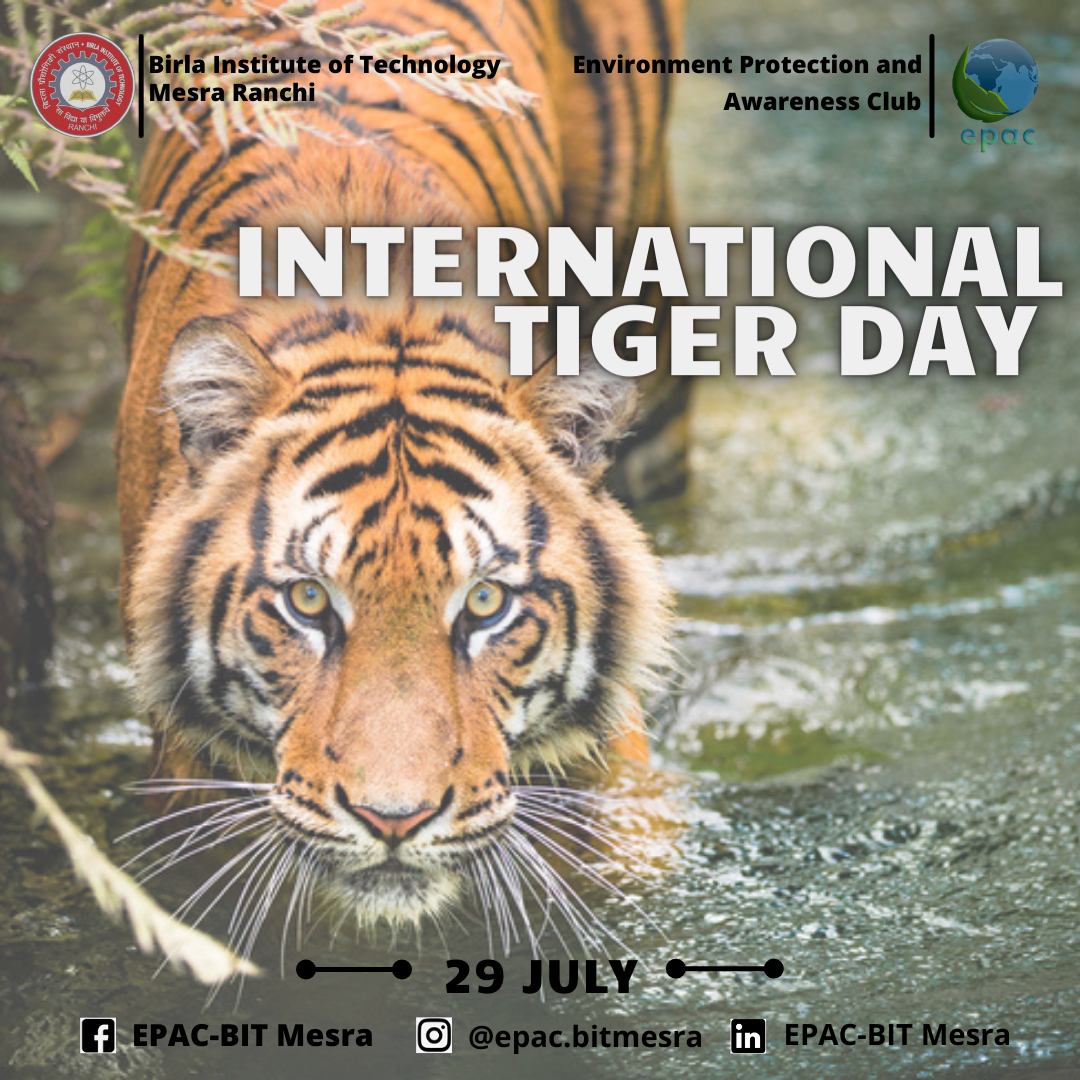 Birla Institute of Technology
Mesra Ranchi
Environment Protection and
Awareness Club
RANCHI
epac
INTERNATIONAL
TIGER DAY
29 JULY
EPAC-BIT Mesra
@epac.bitmesra
EPAC-BIT Mesra